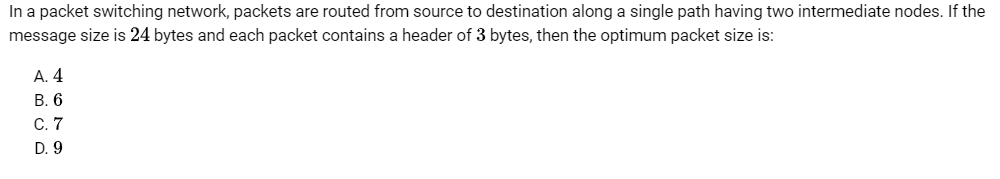 In a packet switching network, packets are routed from source to destination along a single path having two intermediate nodes. If the
message size is 24 bytes and each packet contains a header of 3 bytes, then the optimum packet size is:
A. 4
B. 6
C. 7
D. 9